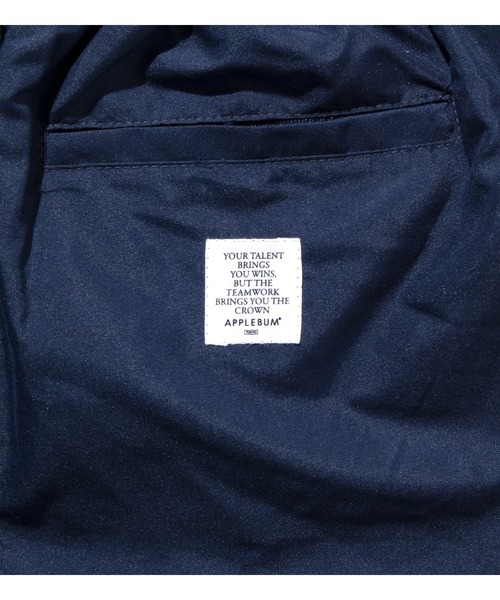 YOUR TALENT
BRINGS
YOU WINS,
BUT THE
TEAMWORK
BRINGS YOU THE
CROWN
APPLEBUM®